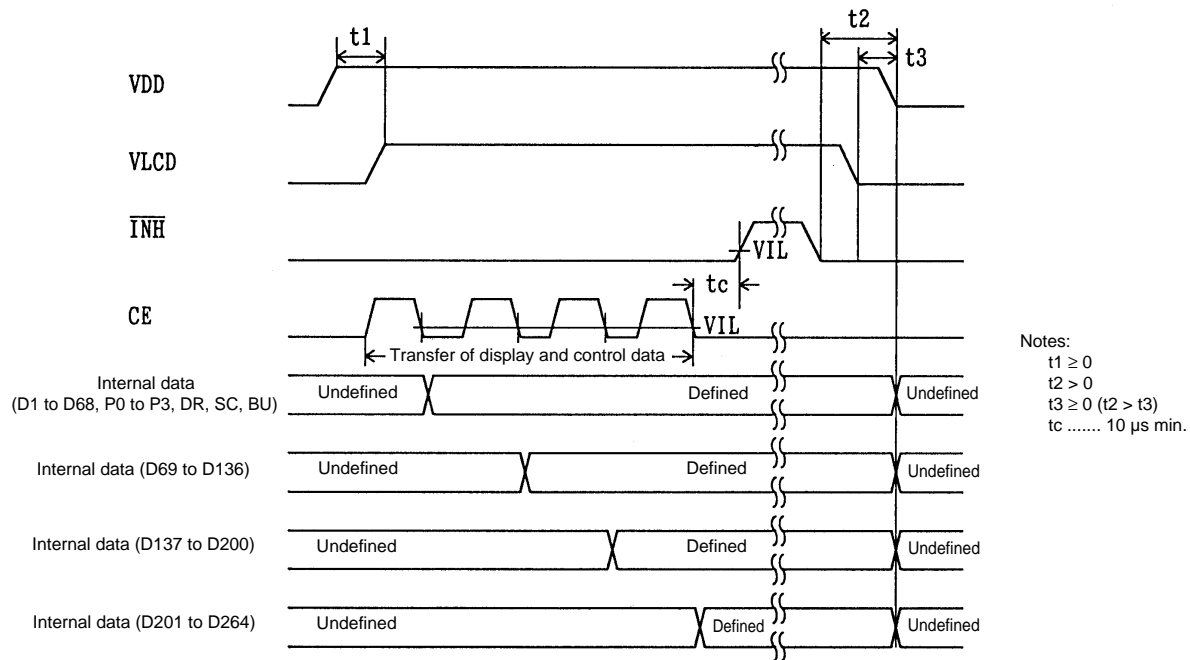 t1
t2
t3
VDD
VLCD
INH
VIL
tc
CE
VIL
Transfer of display and control data
Notes:
t1 ≥ 0
t2 > 0
t3 ≥ 0 (t2 > t3)
tc ....... 10 μs min.
Internal data
(D1 to D68, P0 to P3, DR, SC, BU)
Undefined
Defined
Undefined
Internal data (D69 to D136)
Undefined
Defined
Undefined
Internal data (D137 to D200)
Undefined
Defined
Undefined
Internal data (D201 to D264)
Undefined
Defined
Undefined